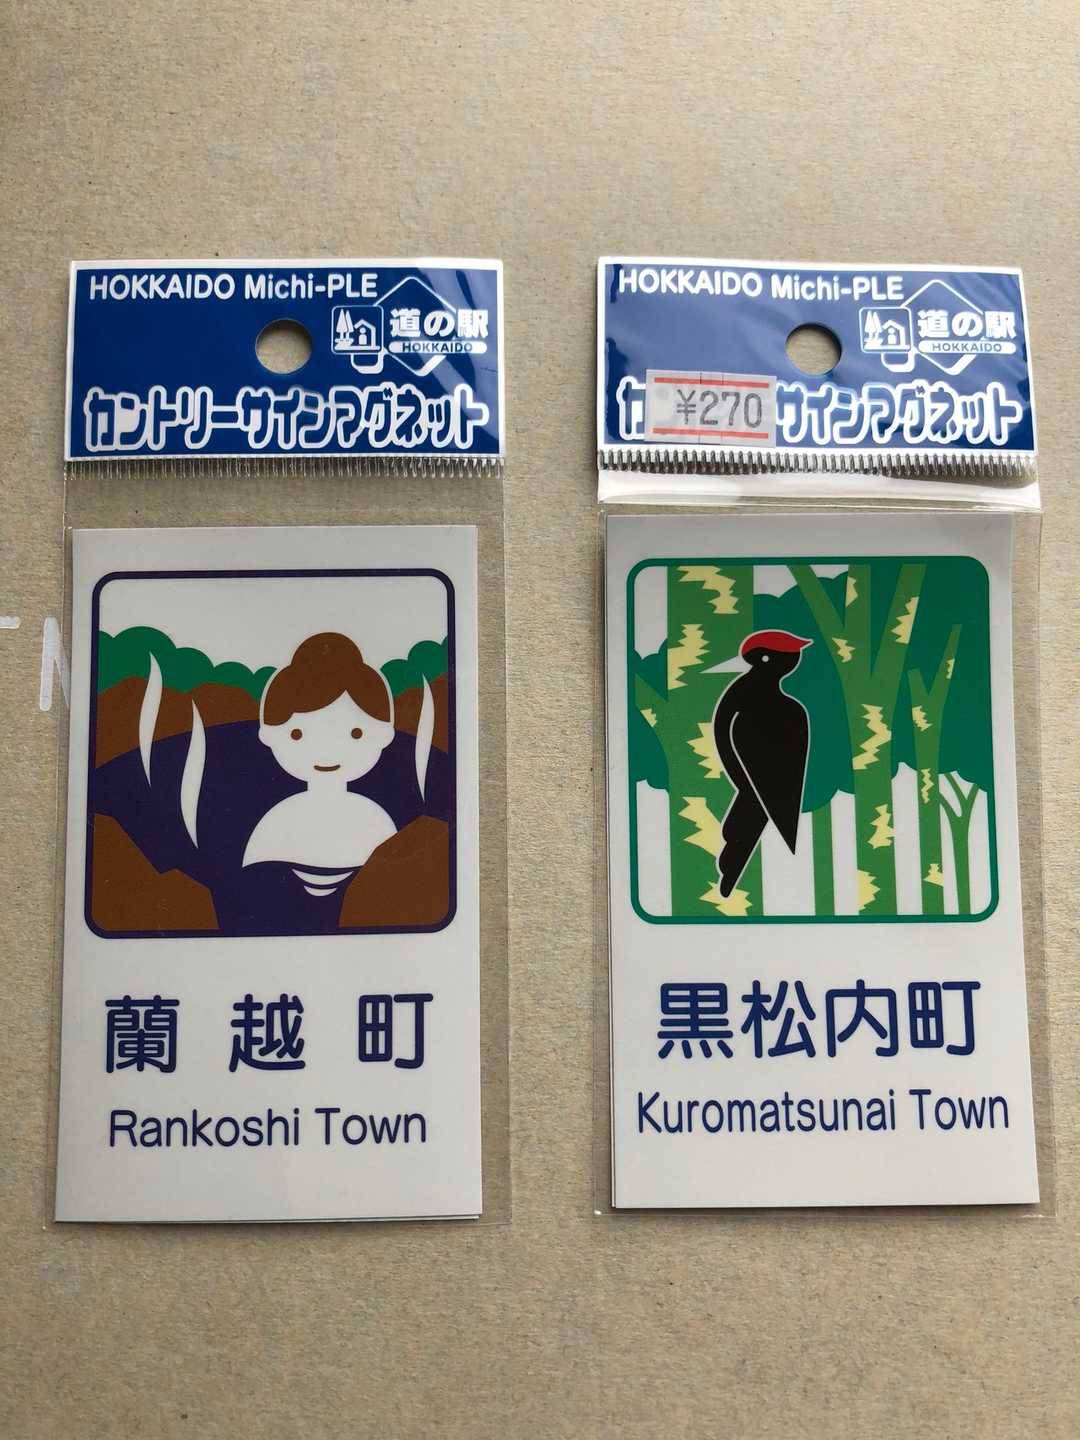 HOKKAIDO Michi-PLE
道の駅
HOKKAIDO
カントリーサインマグネット
蘭越町
Rankoshi Town
HOKKAIDO Michi-PLE
道の駅
HOKKAIDO
¥270
サインマグネット
黒松内町
Kuromatsunai Town